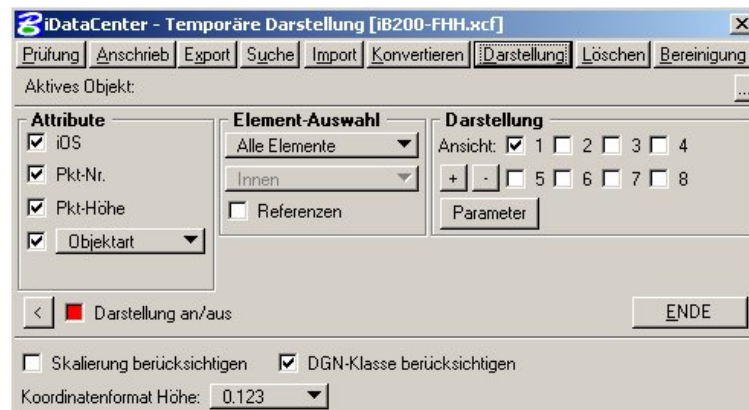 iDataCenter - Temporäre Darstellung [iB200-FHH.xcf]
Prüfung Anschrieb Export Suche Import Konvertieren Darstellung Löschen Bereinigung
Aktives Objekt: ...
Attribute Element-Auswahl Darstellung
iOS Alle Elemente Ansicht: 1 2 3 4
Pkt-Nr. Innen + - 5 6 7 8
Pkt-Höhe Referenzen Parameter
Objektart
< Darstellung an/aus ENDE
Skalierung berücksichtigen DGN-Klasse berücksichtigen
Koordinatenformat Höhe: 0.123